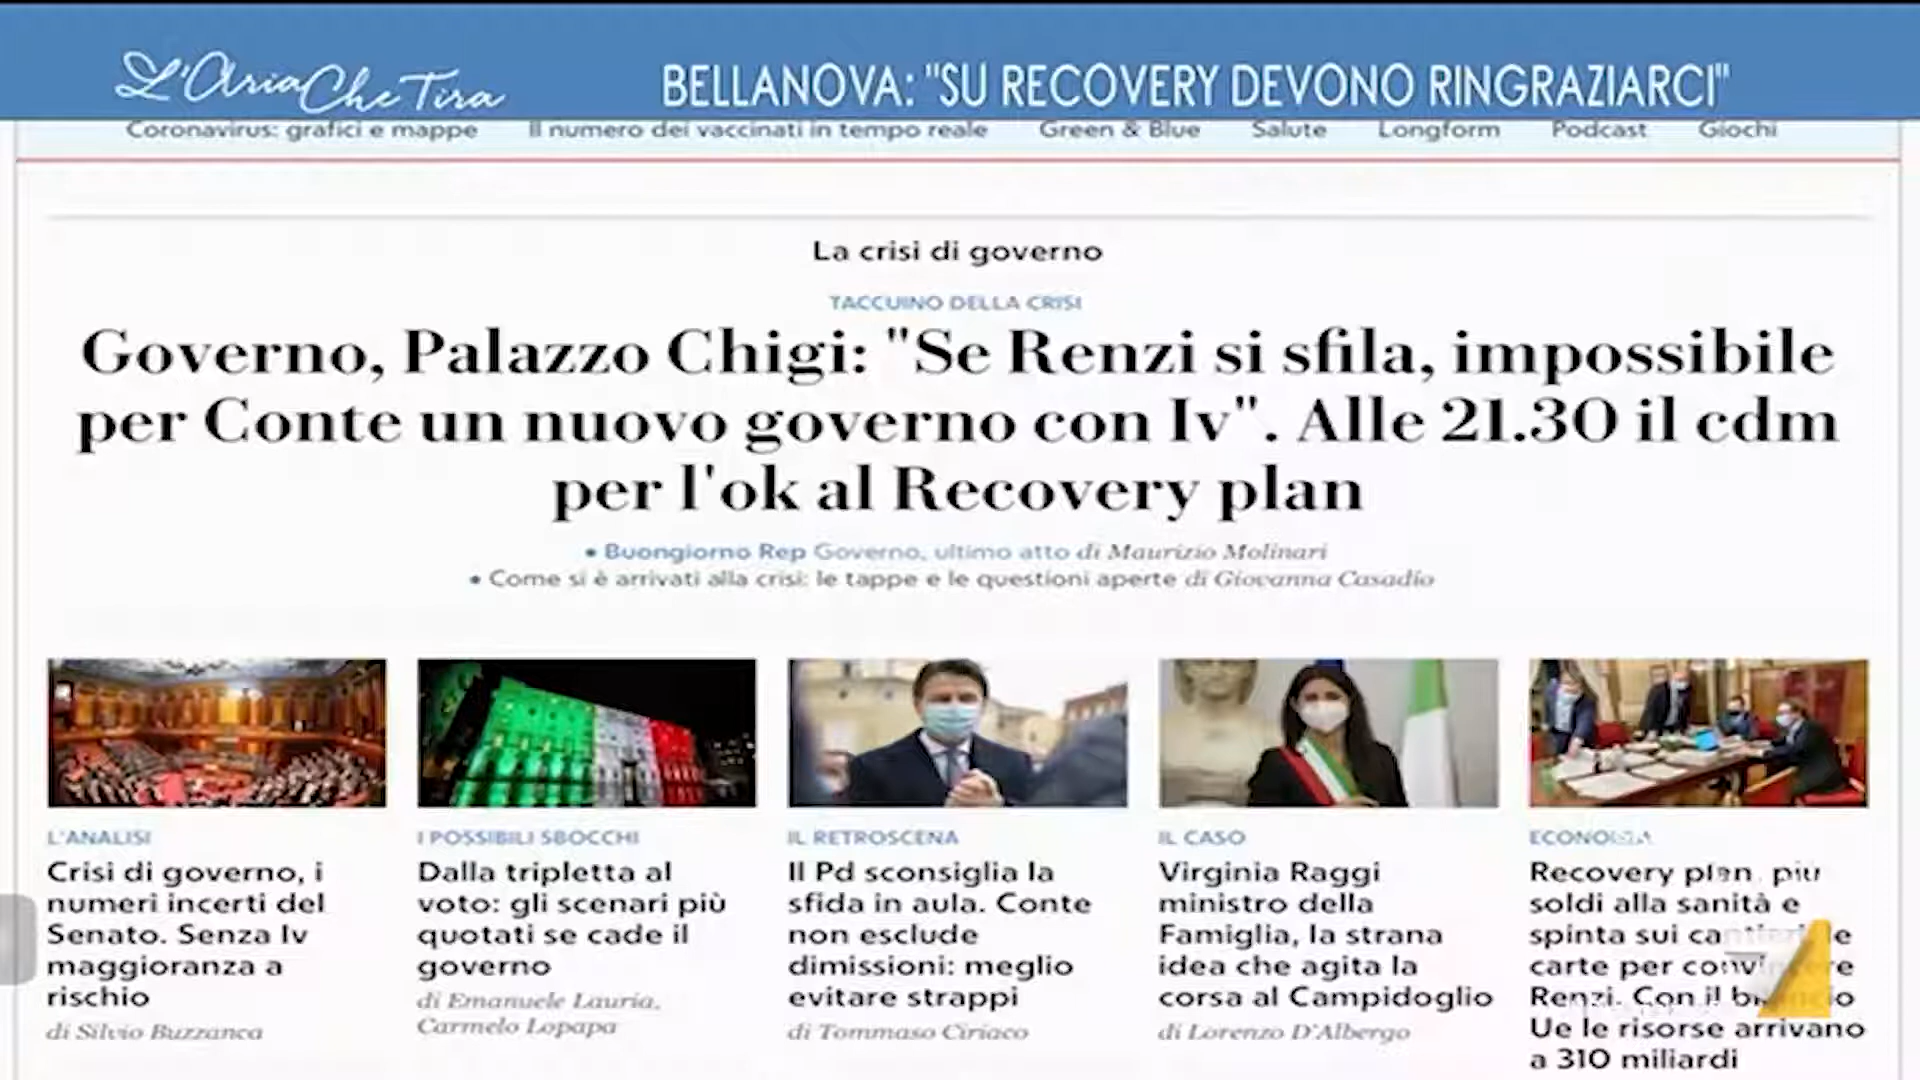 L'Aria Che Tira
BELLANOVA: "SU RECOVERY DEVONO RINGRAZIARCI"
Coronavirus: grafici e mappe Il numero dei vaccinati in tempo reale Green & Blue Salute Longform Podcast Giochi
La crisi di governo
TACCUINO DELLA CRISI
Governo, Palazzo Chigi: "Se Renzi si sfila, impossibile
per Conte un nuovo governo con Iv". Alle 21.30 il cdm
per l'ok al Recovery plan
• Buongiorno Rep Governo, ultimo atto di Maurizio Molinari
• Come si è arrivati alla crisi: le tappe e le questioni aperte di Giovanna Casadio
L'ANALISI
Crisi di governo, i
numeri incerti del
Senato. Senza Iv
maggioranza a
rischio
di Silvio Buzzanca
I POSSIBILI SBOCCHI
Dalla tripletta al
voto: gli scenari più
quotati se cade il
governo
di Emanuele Lauria,
Carmelo Lopapa
IL RETROSCENA
Il Pd sconsiglia la
sfida in aula. Conte
non esclude
dimissioni: meglio
evitare strappi
di Tommaso Ciriaco
IL CASO
Virginia Raggi
ministro della
Famiglia, la strana
idea che agita la
corsa al Campidoglio
di Lorenzo D'Albergo
ECONOMIA
Recovery plan, più
soldi alla sanità e
spinta sui cantieri: le
carte per convincere
Renzi. Con il bilancio
Ue le risorse arrivano
a 310 miliardi